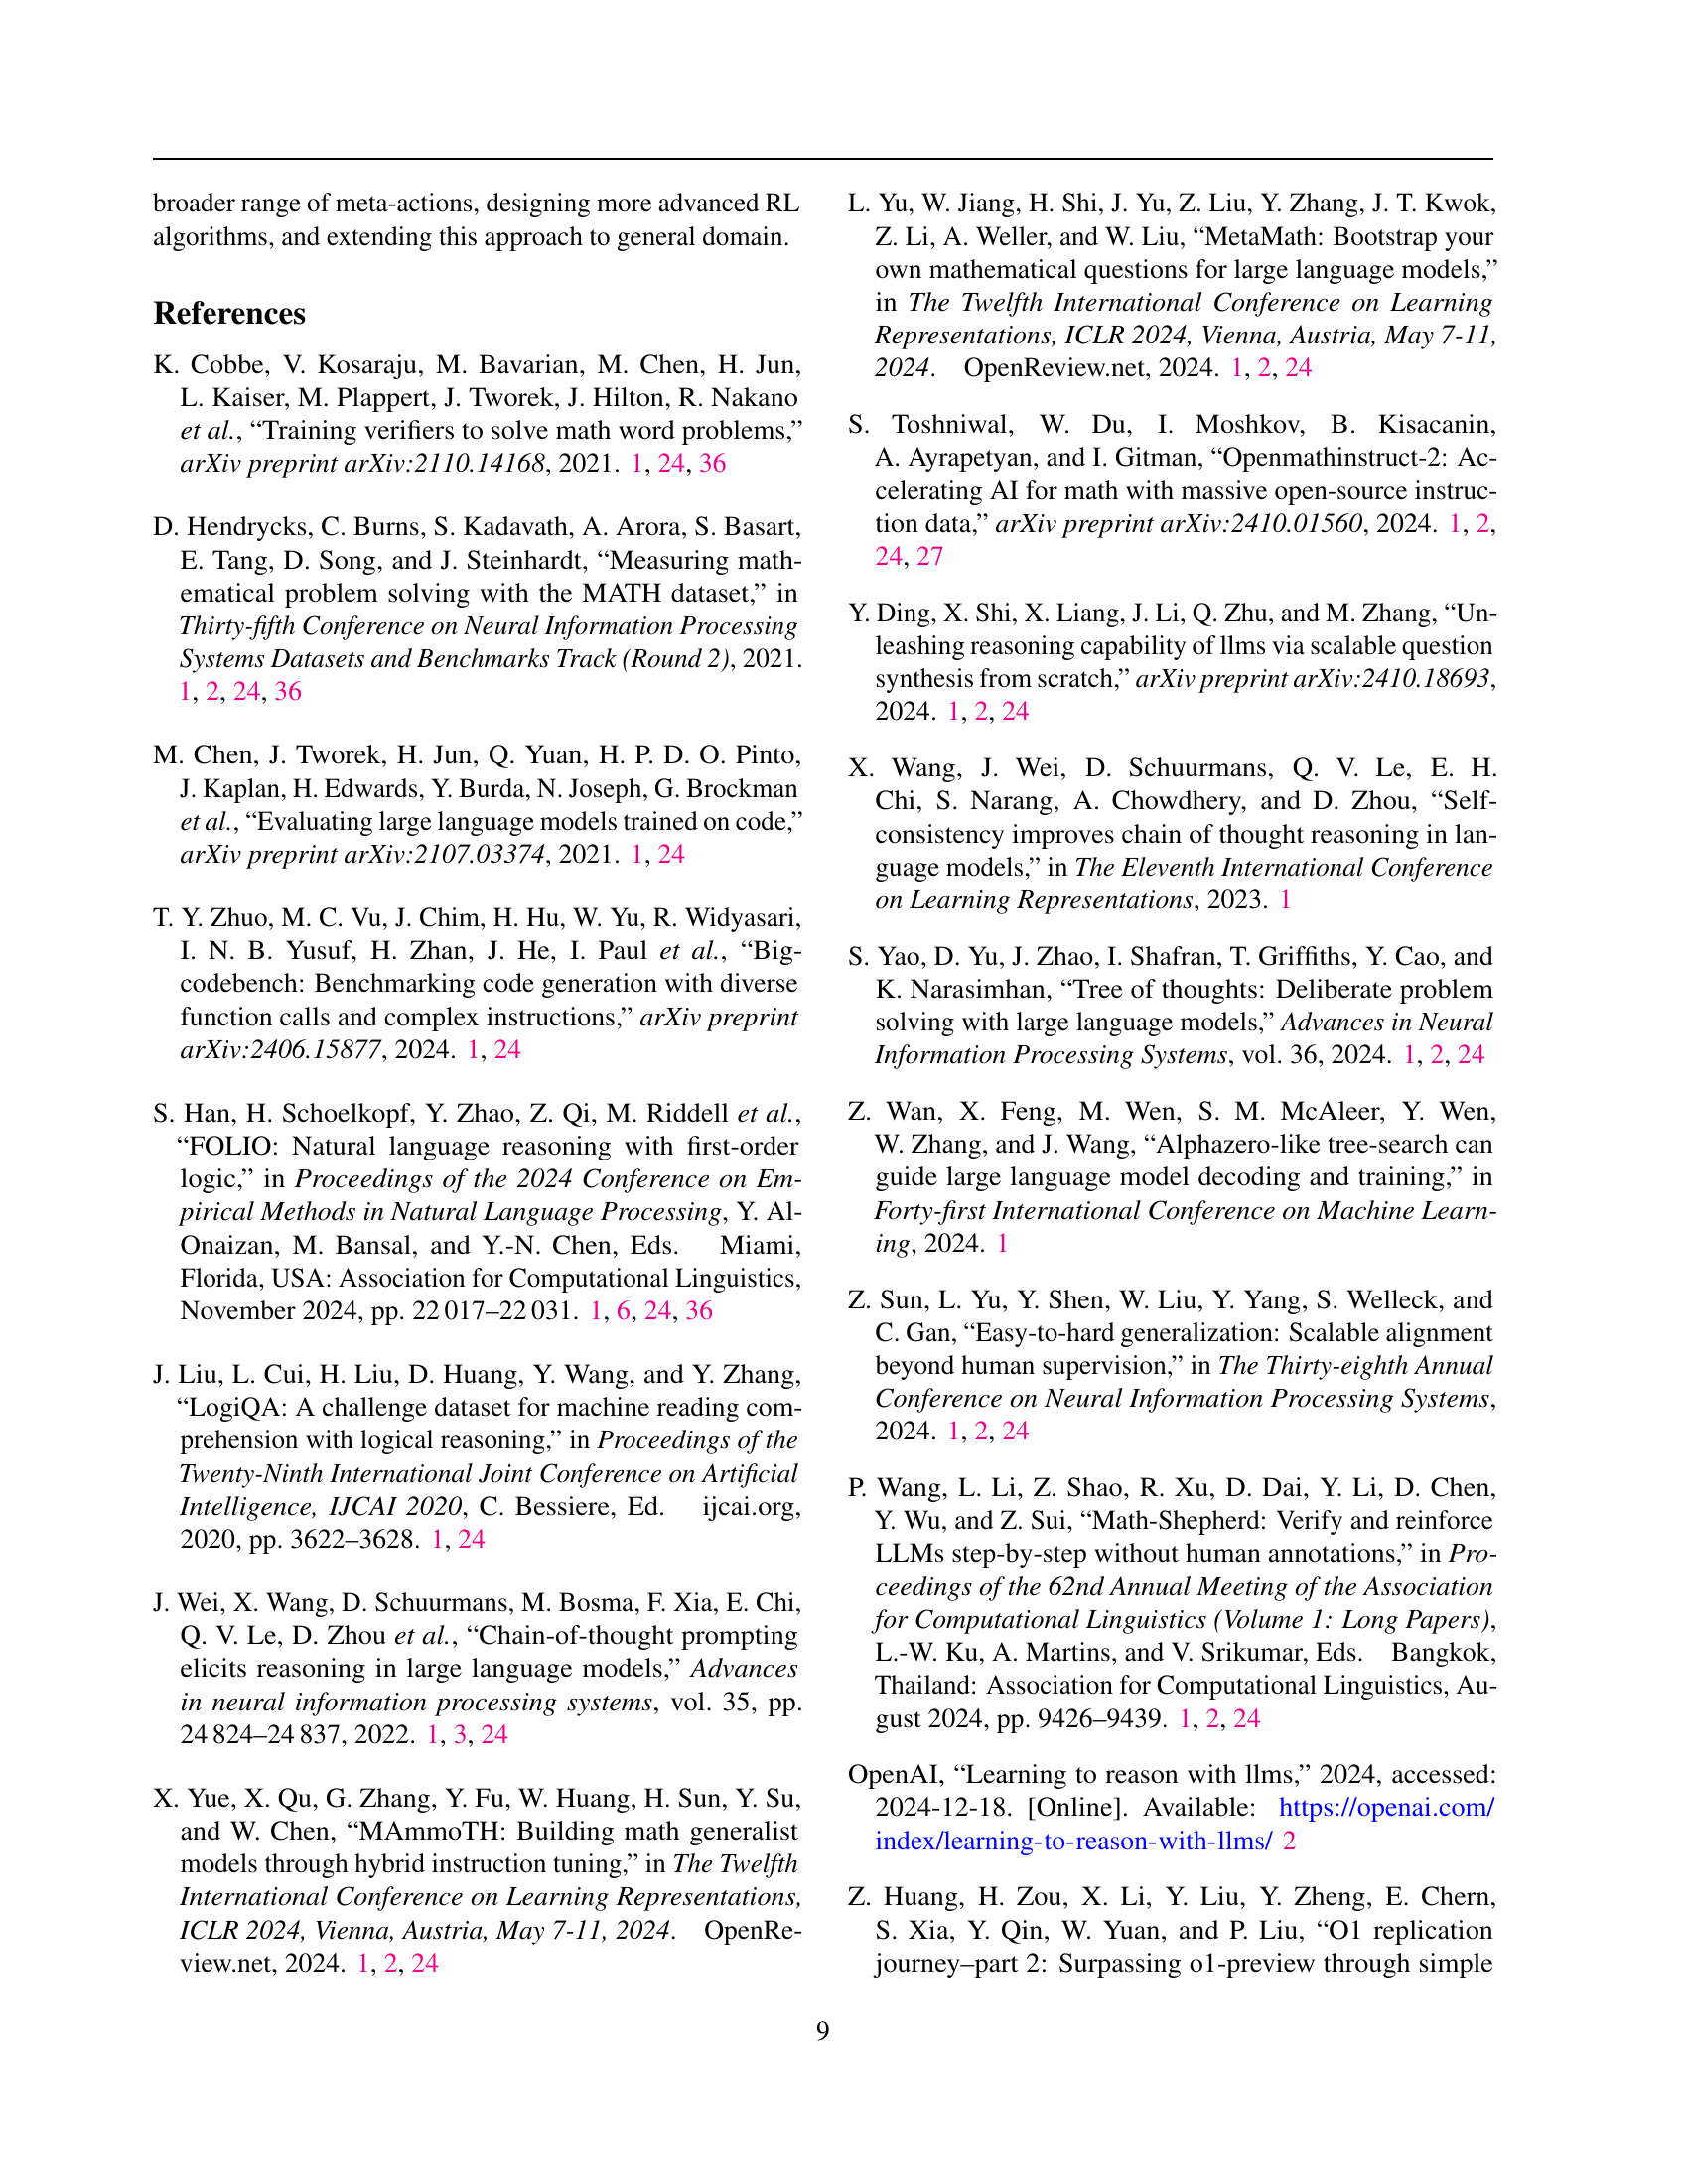 broader range of meta-actions, designing more advanced RL
algorithms, and extending this approach to general domain.
References
K. Cobbe, V. Kosaraju, M. Bavarian, M. Chen, H. Jun,
L. Kaiser, M. Plappert, J. Tworek, J. Hilton, R. Nakano
et al., “Training verifiers to solve math word problems,”
arXiv preprint arXiv:2110.14168, 2021. 1, 24, 36
D. Hendrycks, C. Burns, S. Kadavath, A. Arora, S. Basart,
E. Tang, D. Song, and J. Steinhardt, “Measuring math-
ematical problem solving with the MATH dataset,” in
Thirty-fifth Conference on Neural Information Processing
Systems Datasets and Benchmarks Track (Round 2), 2021.
1, 2, 24, 36
M. Chen, J. Tworek, H. Jun, Q. Yuan, H. P. D. O. Pinto,
J. Kaplan, H. Edwards, Y. Burda, N. Joseph, G. Brockman
et al., “Evaluating large language models trained on code,”
arXiv preprint arXiv:2107.03374, 2021. 1, 24
T. Y. Zhuo, M. C. Vu, J. Chim, H. Hu, W. Yu, R. Widyasari,
I. N. B. Yusuf, H. Zhan, J. He, I. Paul et al., “Big-
codebench: Benchmarking code generation with diverse
function calls and complex instructions,” arXiv preprint
arXiv:2406.15877, 2024. 1, 24
S. Han, H. Schoelkopf, Y. Zhao, Z. Qi, M. Riddell et al.,
“FOLIO: Natural language reasoning with first-order
logic,” in Proceedings of the 2024 Conference on Em-
pirical Methods in Natural Language Processing, Y. Al-
Onaizan, M. Bansal, and Y.-N. Chen, Eds. Miami,
Florida, USA: Association for Computational Linguistics,
November 2024, pp. 22 017–22 031. 1, 6, 24, 36
J. Liu, L. Cui, H. Liu, D. Huang, Y. Wang, and Y. Zhang,
“LogiQA: A challenge dataset for machine reading com-
prehension with logical reasoning,” in Proceedings of the
Twenty-Ninth International Joint Conference on Artificial
Intelligence, IJCAI 2020, C. Bessiere, Ed. ijcai.org,
2020, pp. 3622–3628. 1, 24
J. Wei, X. Wang, D. Schuurmans, M. Bosma, F. Xia, E. Chi,
Q. V. Le, D. Zhou et al., “Chain-of-thought prompting
elicits reasoning in large language models,” Advances
in neural information processing systems, vol. 35, pp.
24 824–24 837, 2022. 1, 3, 24
X. Yue, X. Qu, G. Zhang, Y. Fu, W. Huang, H. Sun, Y. Su,
and W. Chen, “MAmmoTH: Building math generalist
models through hybrid instruction tuning,” in The Twelfth
International Conference on Learning Representations,
ICLR 2024, Vienna, Austria, May 7-11, 2024. OpenRe-
view.net, 2024. 1, 2, 24
L. Yu, W. Jiang, H. Shi, J. Yu, Z. Liu, Y. Zhang, J. T. Kwok,
Z. Li, A. Weller, and W. Liu, “MetaMath: Bootstrap your
own mathematical questions for large language models,”
in The Twelfth International Conference on Learning
Representations, ICLR 2024, Vienna, Austria, May 7-11,
2024. OpenReview.net, 2024. 1, 2, 24
S. Toshniwal, W. Du, I. Moshkov, B. Kisacanin,
A. Ayrapetyan, and I. Gitman, “Openmathinstruct-2: Ac-
celerating AI for math with massive open-source instruc-
tion data,” arXiv preprint arXiv:2410.01560, 2024. 1, 2,
24, 27
Y. Ding, X. Shi, X. Liang, J. Li, Q. Zhu, and M. Zhang, “Un-
leashing reasoning capability of llms via scalable question
synthesis from scratch,” arXiv preprint arXiv:2410.18693,
2024. 1, 2, 24
X. Wang, J. Wei, D. Schuurmans, Q. V. Le, E. H.
Chi, S. Narang, A. Chowdhery, and D. Zhou, “Self-
consistency improves chain of thought reasoning in lan-
guage models,” in The Eleventh International Conference
on Learning Representations, 2023. 1
S. Yao, D. Yu, J. Zhao, I. Shafran, T. Griffiths, Y. Cao, and
K. Narasimhan, “Tree of thoughts: Deliberate problem
solving with large language models,” Advances in Neural
Information Processing Systems, vol. 36, 2024. 1, 2, 24
Z. Wan, X. Feng, M. Wen, S. M. McAleer, Y. Wen,
W. Zhang, and J. Wang, “Alphazero-like tree-search can
guide large language model decoding and training,” in
Forty-first International Conference on Machine Learn-
ing, 2024. 1
Z. Sun, L. Yu, Y. Shen, W. Liu, Y. Yang, S. Welleck, and
C. Gan, “Easy-to-hard generalization: Scalable alignment
beyond human supervision,” in The Thirty-eighth Annual
Conference on Neural Information Processing Systems,
2024. 1, 2, 24
P. Wang, L. Li, Z. Shao, R. Xu, D. Dai, Y. Li, D. Chen,
Y. Wu, and Z. Sui, “Math-Shepherd: Verify and reinforce
LLMs step-by-step without human annotations,” in Pro-
ceedings of the 62nd Annual Meeting of the Association
for Computational Linguistics (Volume 1: Long Papers),
L.-W. Ku, A. Martins, and V. Srikumar, Eds. Bangkok,
Thailand: Association for Computational Linguistics, Au-
gust 2024, pp. 9426–9439. 1, 2, 24
OpenAI, “Learning to reason with llms,” 2024, accessed:
2024-12-18. [Online]. Available: https://openai.com/
index/learning-to-reason-with-llms/ 2
Z. Huang, H. Zou, X. Li, Y. Liu, Y. Zheng, E. Chern,
S. Xia, Y. Qin, W. Yuan, and P. Liu, “O1 replication
journey–part 2: Surpassing o1-preview through simple
9